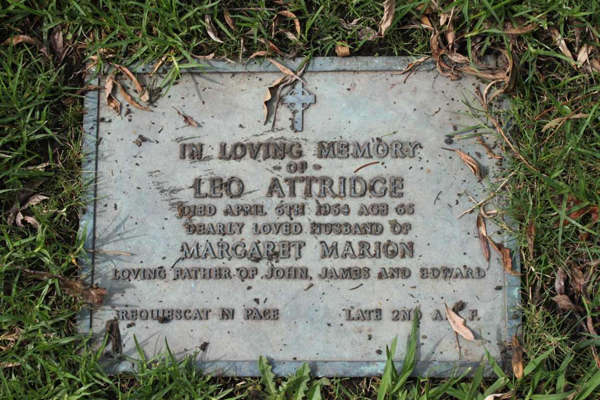 IN LOVING MEMORY
- OF -
LEO ATTRIDGE
DIED APRIL 6TH 1964 AGE 66
DEARLY LOVED HUSBAND OF
MARGARET MARION
LOVING FATHER OF JOHN, JAMES AND EDWARD
REQUIESCAT IN PACE LATE 2ND A.I.F.